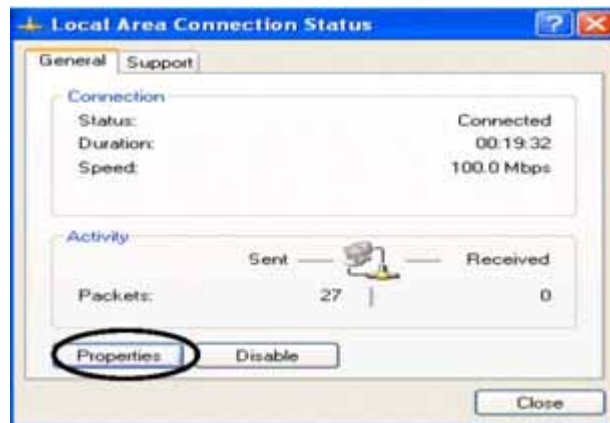 Local Area Connection Status
General Support
Connection
Status: Connected
Duration: 00:19:32
Speed: 100.0 Mbps
Activity
Sent Received
Packets: 27 0
Properties Disable
Close